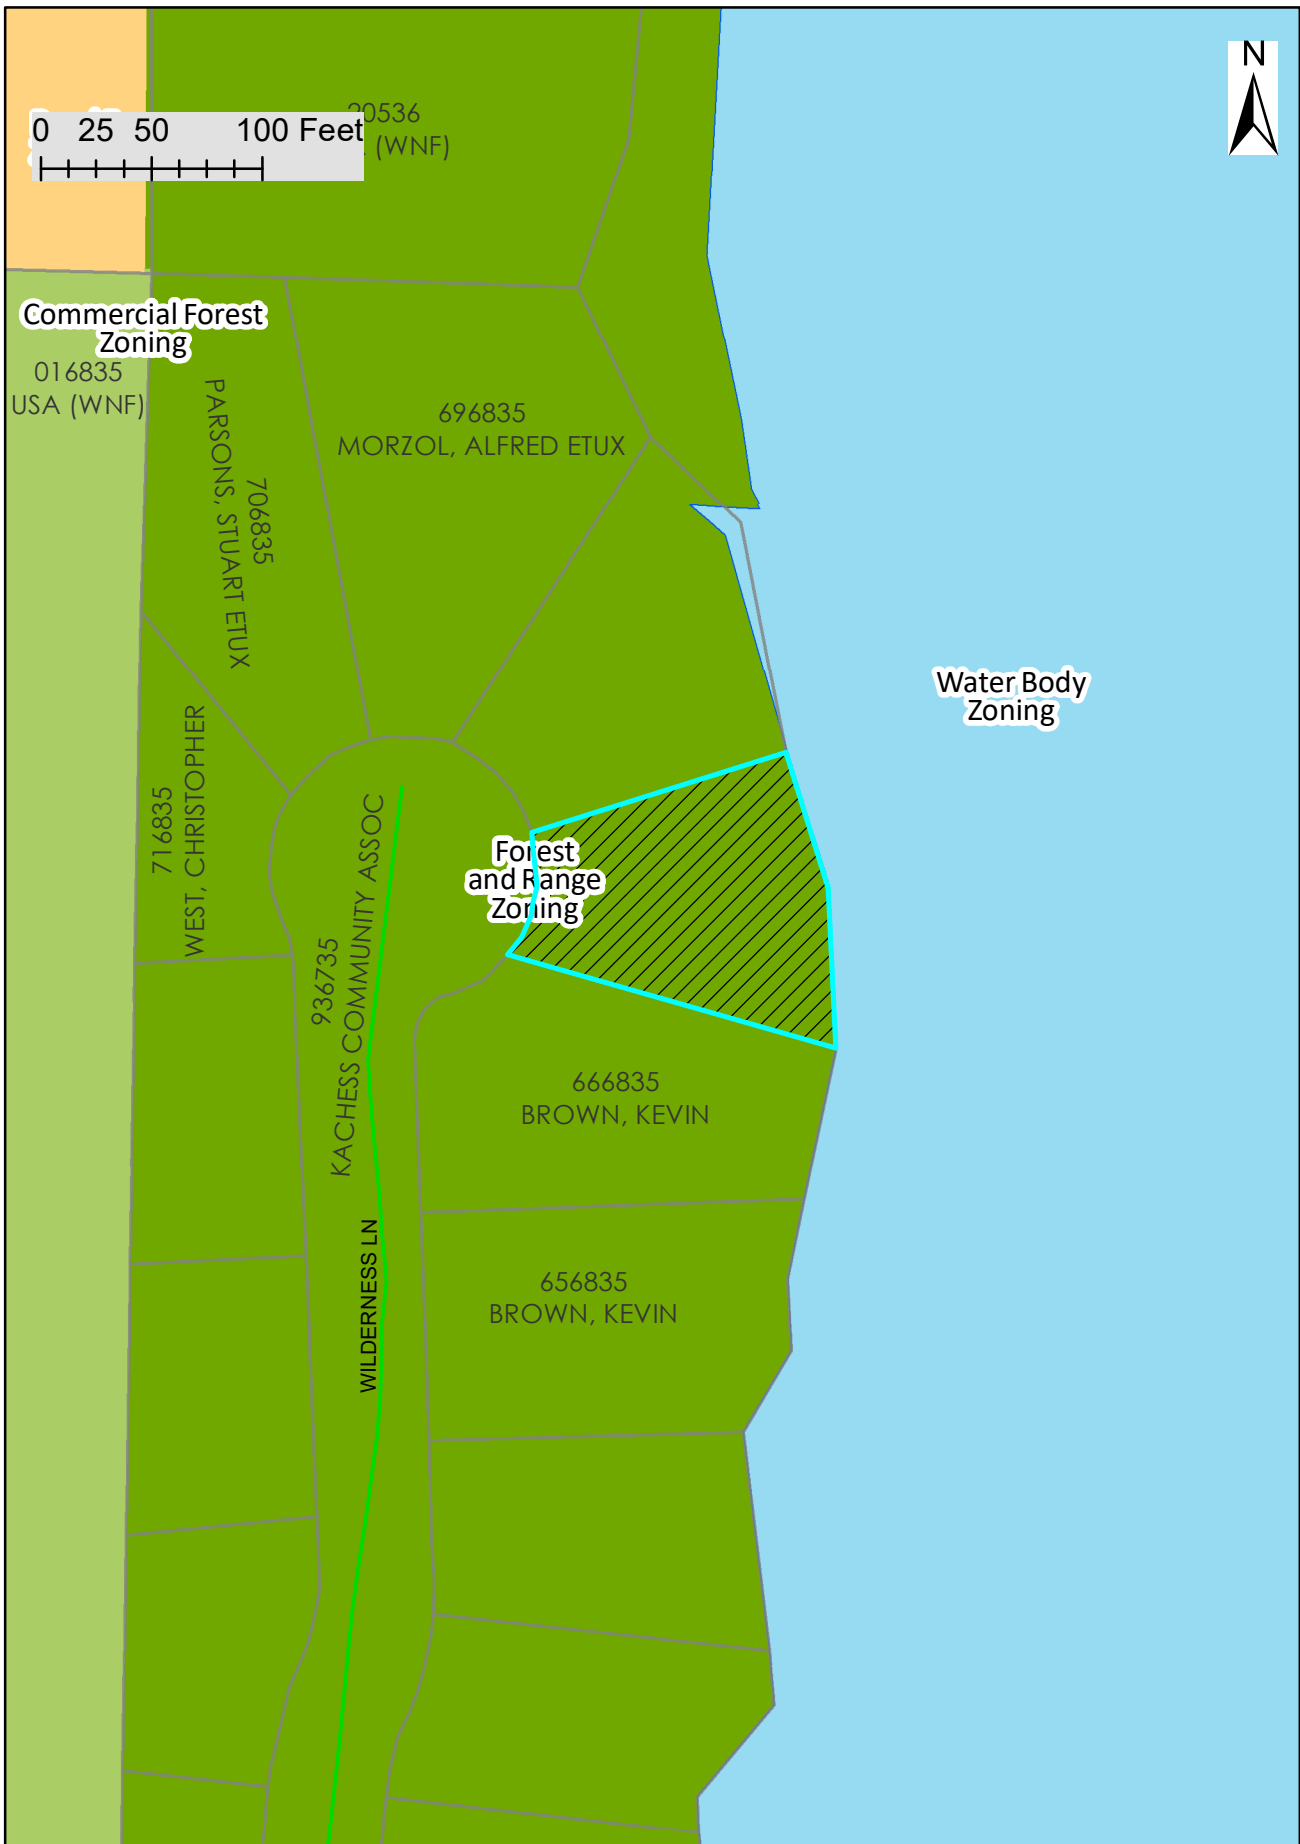 N
0 25 50 100 Feet
20536
(WNF)
Commercial Forest
Zoning
016835
USA (WNF)
706835
PARSONS, STUART ETUX
696835
MORZOL, ALFRED ETUX
Water Body
Zoning
716835
WEST, CHRISTOPHER
Forest
and Range
Zoning
936735
KACHESS COMMUNITY ASSOC
666835
BROWN, KEVIN
WILDERNESS LN
656835
BROWN, KEVIN